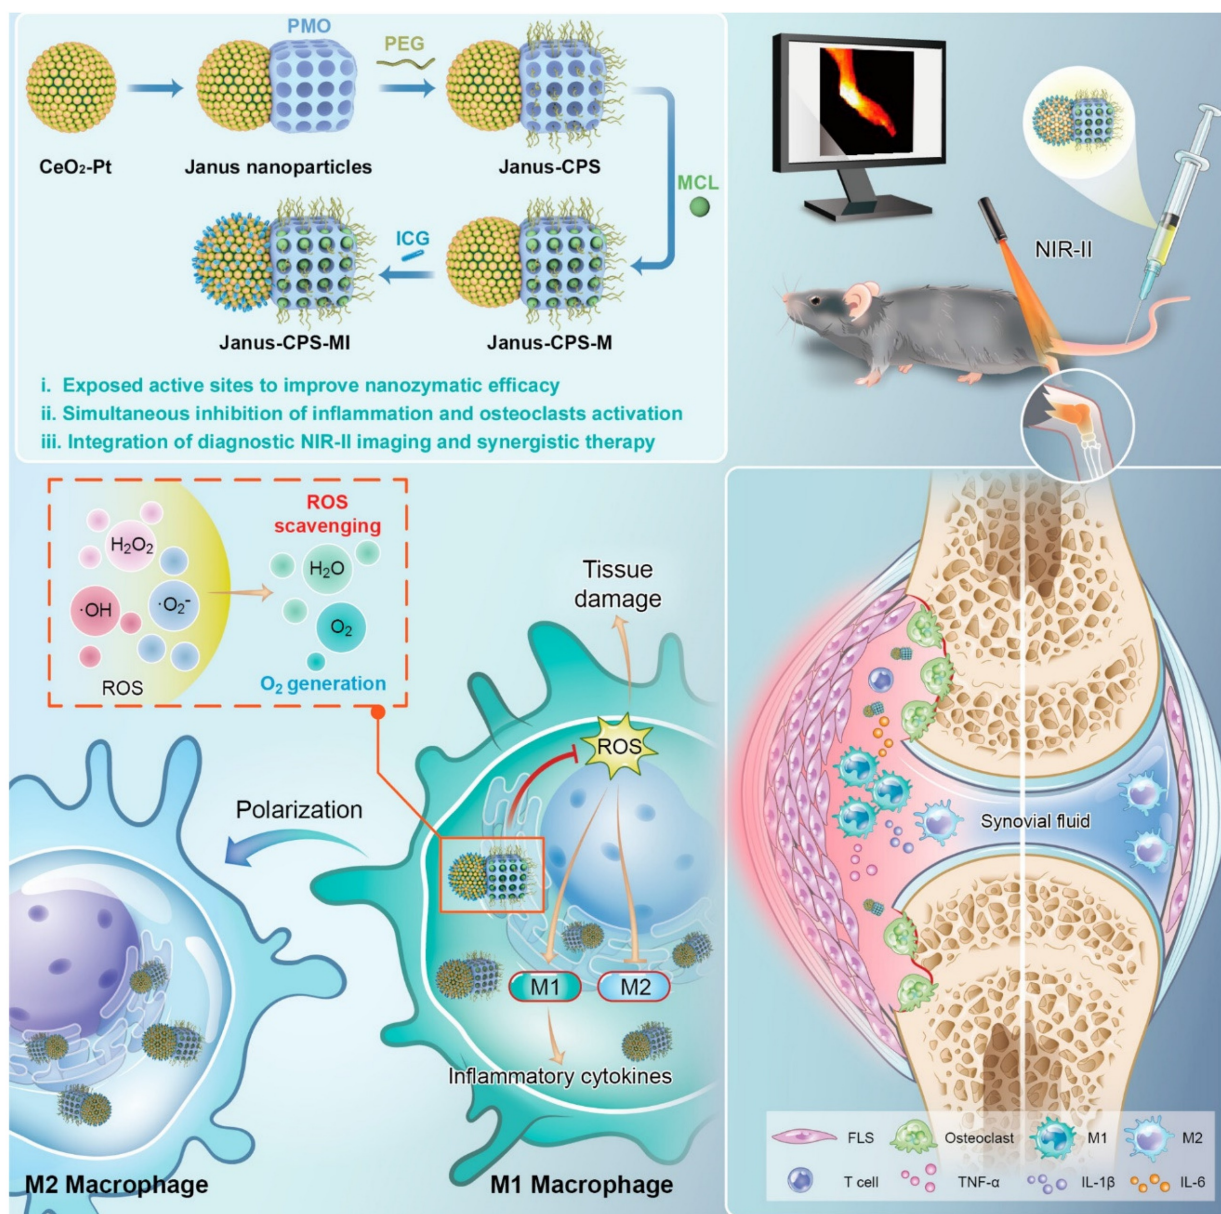 PMO
PEG
CeO₂-Pt
Janus nanoparticles
Janus-CPS
MCL
ICG
Janus-CPS-MI
Janus-CPS-M
i. Exposed active sites to improve nanozymatic efficacy
ii. Simultaneous inhibition of inflammation and osteoclasts activation
iii. Integration of diagnostic NIR-II imaging and synergistic therapy
NIR-II
ROS
scavenging
H₂O₂
H₂O
·OH
·O₂⁻
O₂
ROS
O₂ generation
Tissue
damage
ROS
Polarization
M1
M2
Inflammatory cytokines
M2 Macrophage
M1 Macrophage
Synovial fluid
FLS
Osteoclast
M1
M2
T cell
TNF-α
IL-1β
IL-6